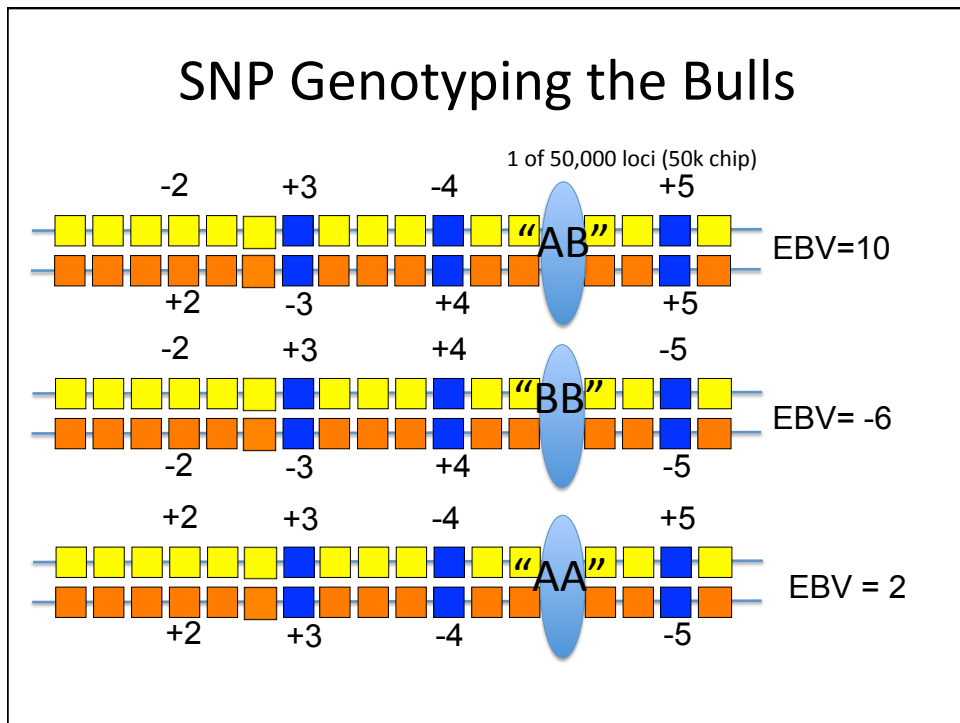 SNP Genotyping the Bulls
1 of 50,000 loci (50k chip)
-2 +3 -4 +5
“AB”
EBV=10
+2 -3 +4 +5
-2 +3 +4 -5
“BB”
EBV= -6
-2 -3 +4 -5
+2 +3 -4 +5
“AA”
EBV = 2
+2 +3 -4 -5